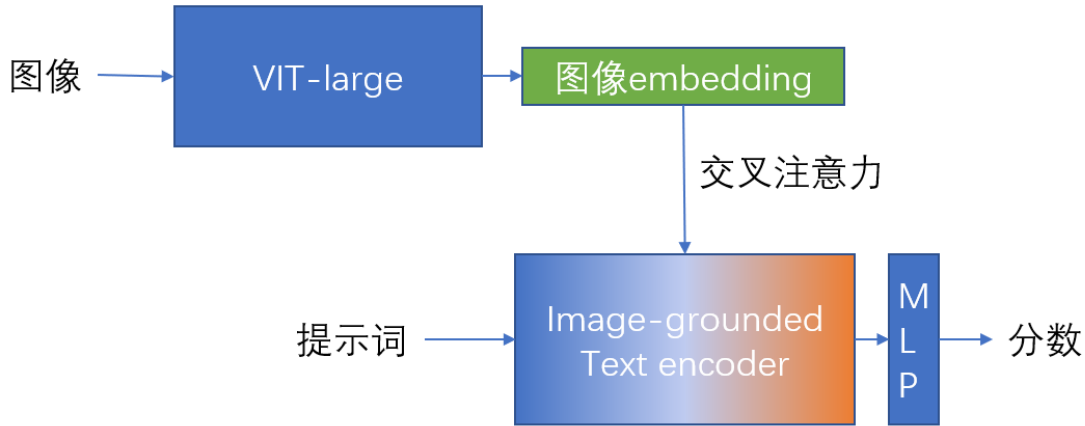 图像
VIT-large
图像embedding
交叉注意力
提示词
Image-grounded
Text encoder
M
L
P
分数